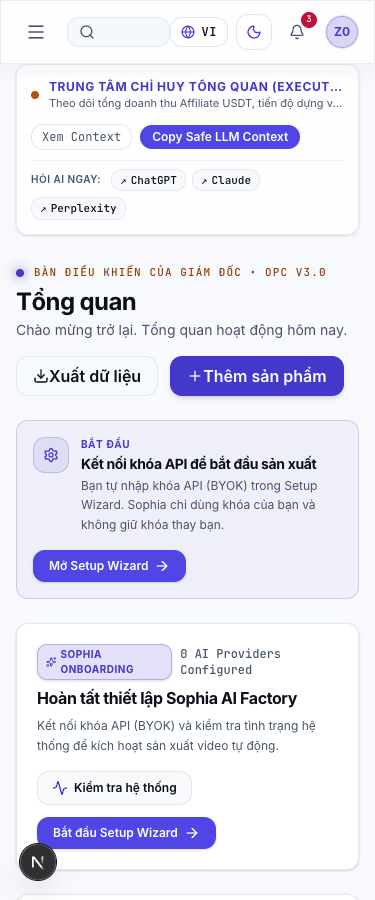 VI
3
ZO
TRUNG TÂM CHỈ HUY TỔNG QUAN (EXECUT...
Theo dõi tổng doanh thu Affiliate USDT, tiến độ dựng v...
Xem Context
Copy Safe LLM Context
HỎI AI NGAY:
↗ ChatGPT
↗ Claude
↗ Perplexity
BÀN ĐIỀU KHIỂN CỦA GIÁM ĐỐC • OPC V3.0
Tổng quan
Chào mừng trở lại. Tổng quan hoạt động hôm nay.
Xuất dữ liệu
Thêm sản phẩm
BẮT ĐẦU
Kết nối khóa API để bắt đầu sản xuất
Bạn tự nhập khóa API (BYOK) trong Setup
Wizard. Sophia chỉ dùng khóa của bạn và
không giữ khóa thay bạn.
Mở Setup Wizard →
SOPHIA
ONBOARDING
0 AI Providers
Configured
Hoàn tất thiết lập Sophia AI Factory
Kết nối khóa API (BYOK) và kiểm tra tình trạng hệ
thống để kích hoạt sản xuất video tự động.
Kiểm tra hệ thống
Bắt đầu Setup Wizard →
N